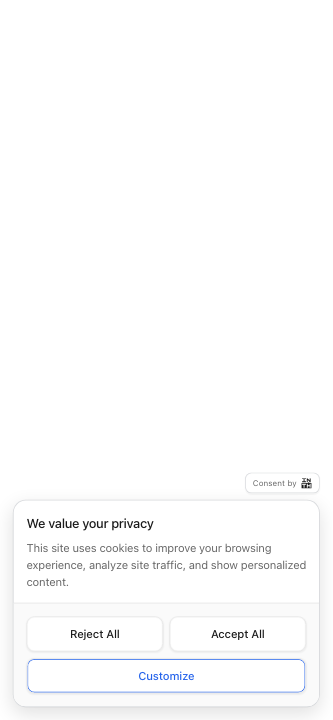 Consent by
We value your privacy
This site uses cookies to improve your browsing
experience, analyze site traffic, and show personalized
content.
Reject All
Accept All
Customize